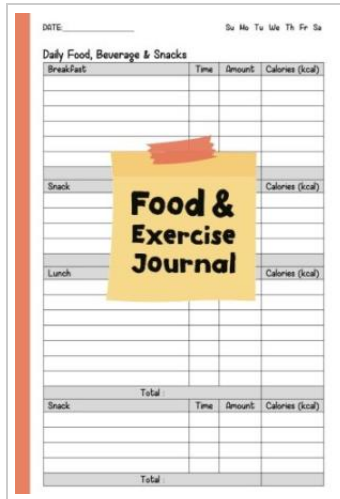 DATE:
Su Mo Tu We Th Fr Sa
Daily Food, Beverage & Snacks
Breakfast Time Amount Calories (kcal)
Snack Calories (kcal)
Food &
Exercise
Journal
Lunch Calories (kcal)
Total :
Snack Time Amount Calories (kcal)
Total :